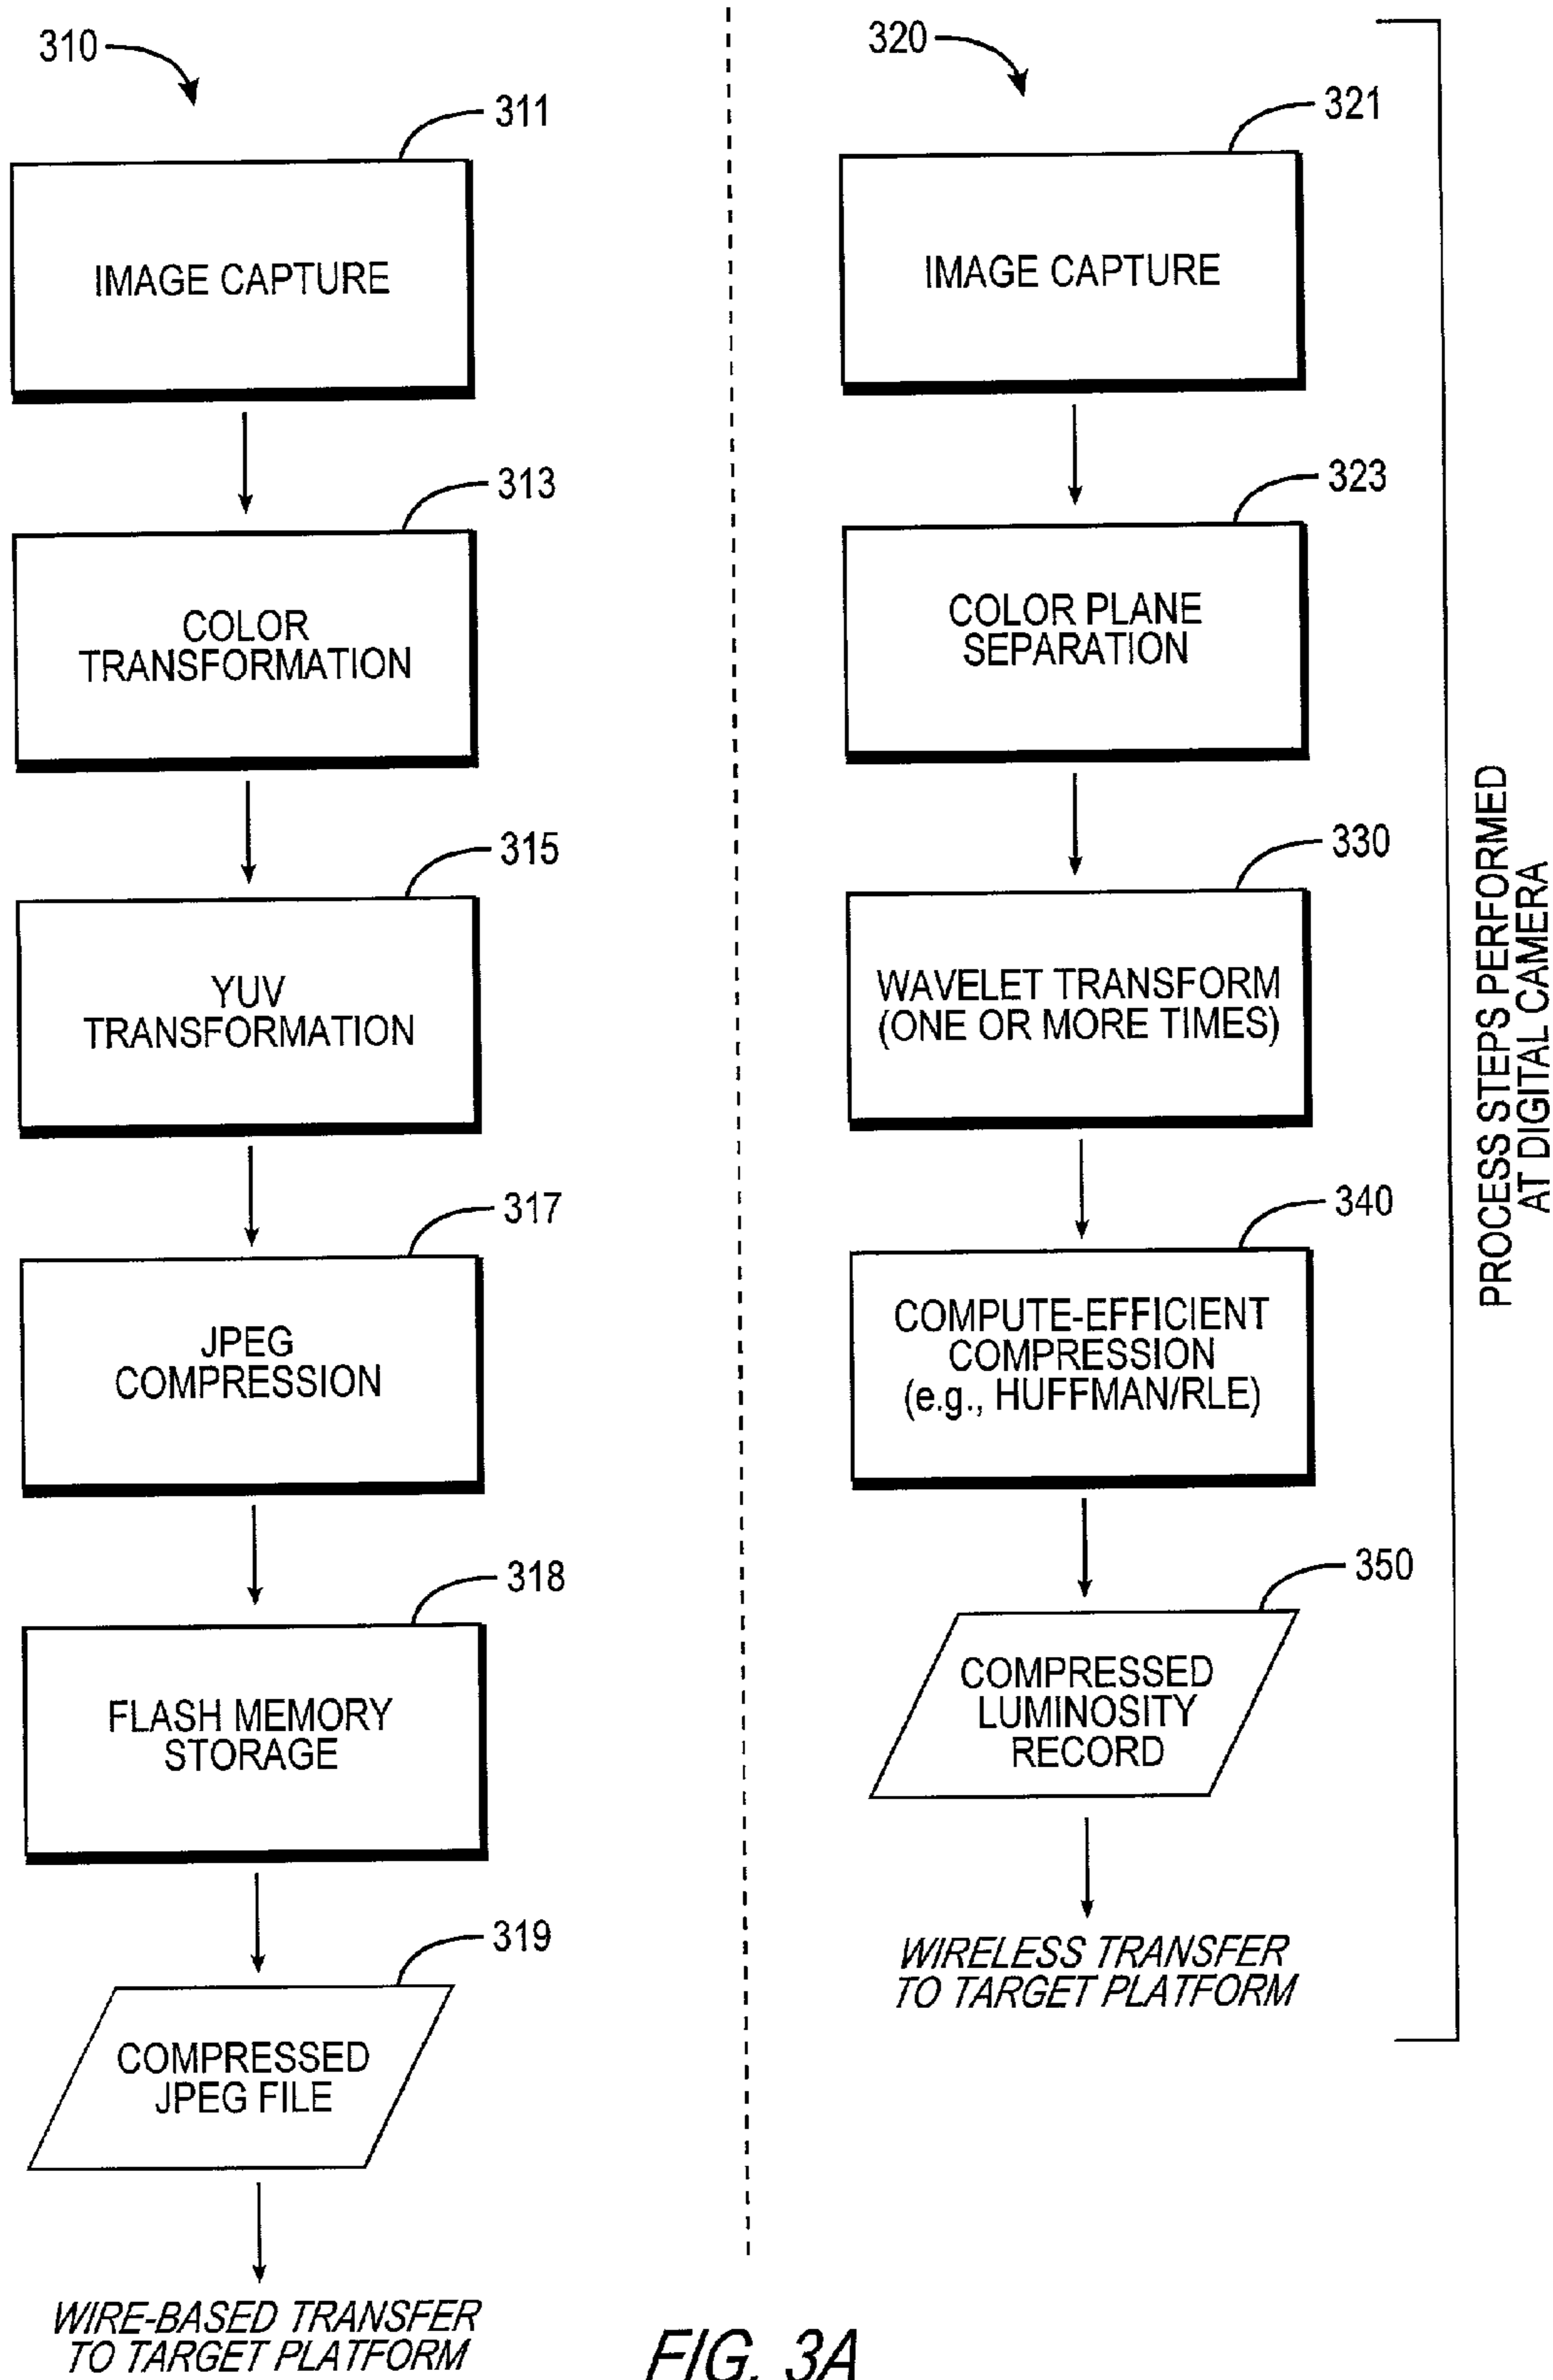 310
311
IMAGE CAPTURE
313
COLOR
TRANSFORMATION
315
YUV
TRANSFORMATION
317
JPEG
COMPRESSION
318
FLASH MEMORY
STORAGE
319
COMPRESSED
JPEG FILE
WIRE-BASED TRANSFER
TO TARGET PLATFORM
320
321
IMAGE CAPTURE
323
COLOR PLANE
SEPARATION
330
WAVELET TRANSFORM
(ONE OR MORE TIMES)
340
COMPUTE-EFFICIENT
COMPRESSION
(e.g., HUFFMAN/RLE)
350
COMPRESSED
LUMINOSITY
RECORD
WIRELESS TRANSFER
TO TARGET PLATFORM
PROCESS STEPS PERFORMED
AT DIGITAL CAMERA
FIG. 3A